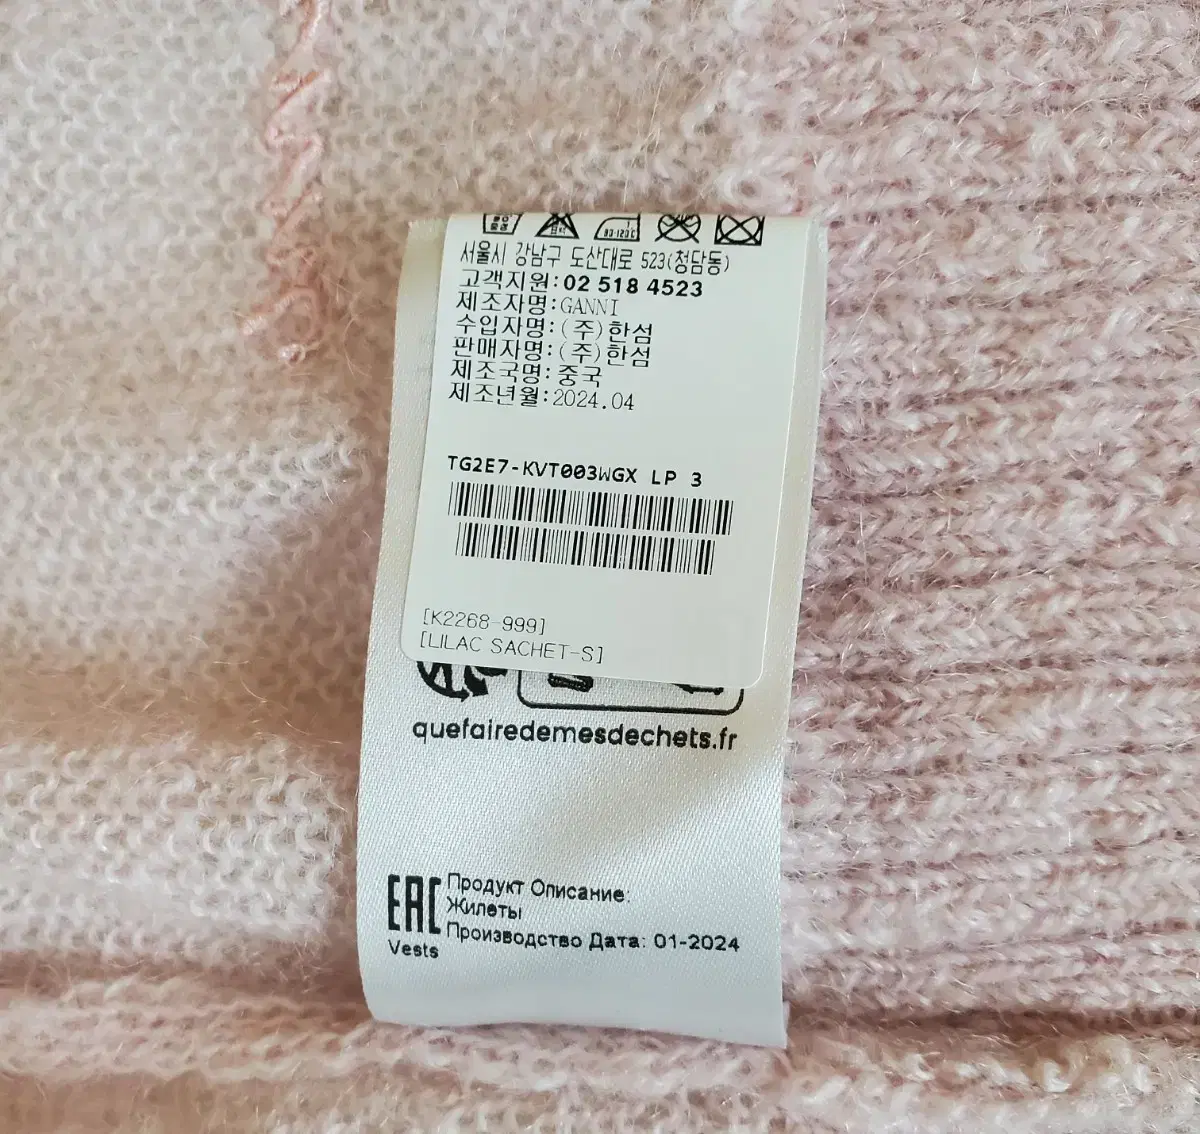 80-120℃
서울시 강남구 도산대로 523(청담동)
고객지원:02 518 4523
제조자명:GANNI
수입자명:(주)한섬
판매자명:(주)한섬
제조국명:중국
제조년월:2024.04
TG2E7-KVT003WGX LP 3
[K2268-999]
[LILAC SACHET-S]
quefairedemesdechets.fr
EAC
Продукт Описание:
Жилеты
Производство Дата: 01-2024
Vests